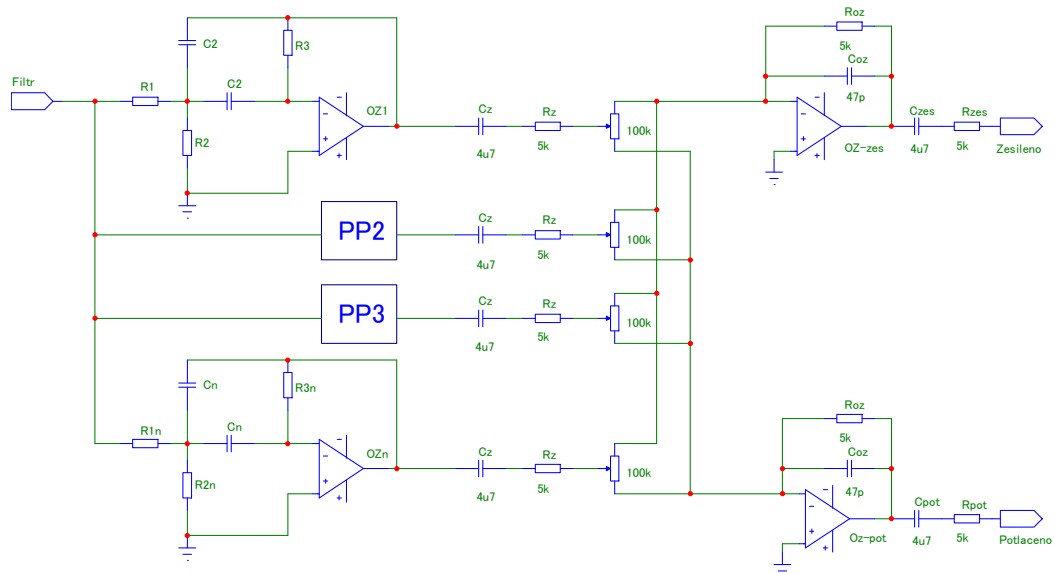 Filtr
R1
C2
C2
R3
R2
OZ1
Cz
4u7
Rz
5k
100k
Roz
5k
Coz
47p
OZ-zes
Czes
4u7
Rzes
5k
Zesileno
PP2
Cz
4u7
Rz
5k
100k
PP3
Cz
4u7
Rz
5k
100k
R1n
Cn
Cn
R3n
R2n
OZn
Cz
4u7
Rz
5k
100k
Roz
5k
Coz
47p
Oz-pot
Cpot
4u7
Rpot
5k
Potlaceno